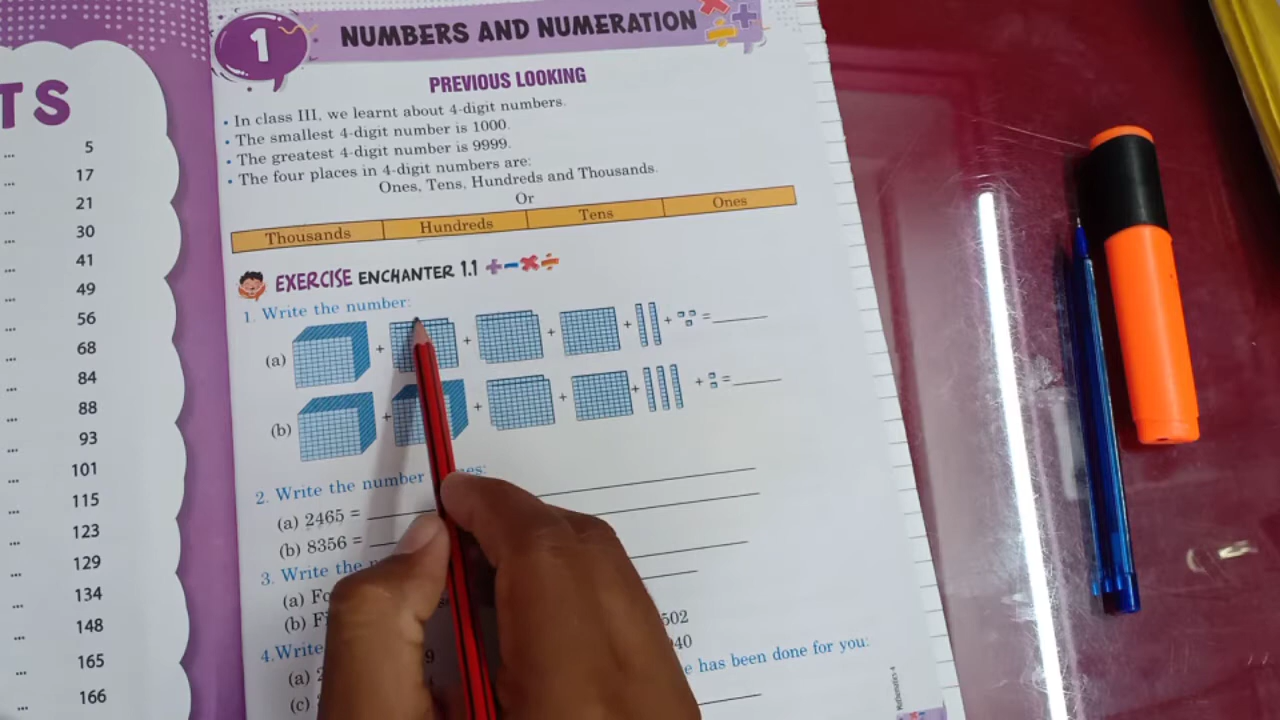 TS
... 5
... 17
... 21
... 30
... 41
... 49
... 56
... 68
... 84
... 88
... 93
... 101
... 115
... 123
... 129
... 134
... 148
... 165
... 166
1 NUMBERS AND NUMERATION
PREVIOUS LOOKING
• In class III, we learnt about 4-digit numbers.
• The smallest 4-digit number is 1000.
• The greatest 4-digit number is 9999.
• The four places in 4-digit numbers are:
Ones, Tens, Hundreds and Thousands.
Or
Thousands Hundreds Tens Ones
EXERCISE ENCHANTER 1.1
1. Write the number:
(a) + + + + =
(b) + + + + =
2. Write the number
(a) 2465 =
(b) 8356 =
3. Write the
(a)
(b) 502
4. Write 40
(a) 9 has been done for you:
(c)
Mathematics-4